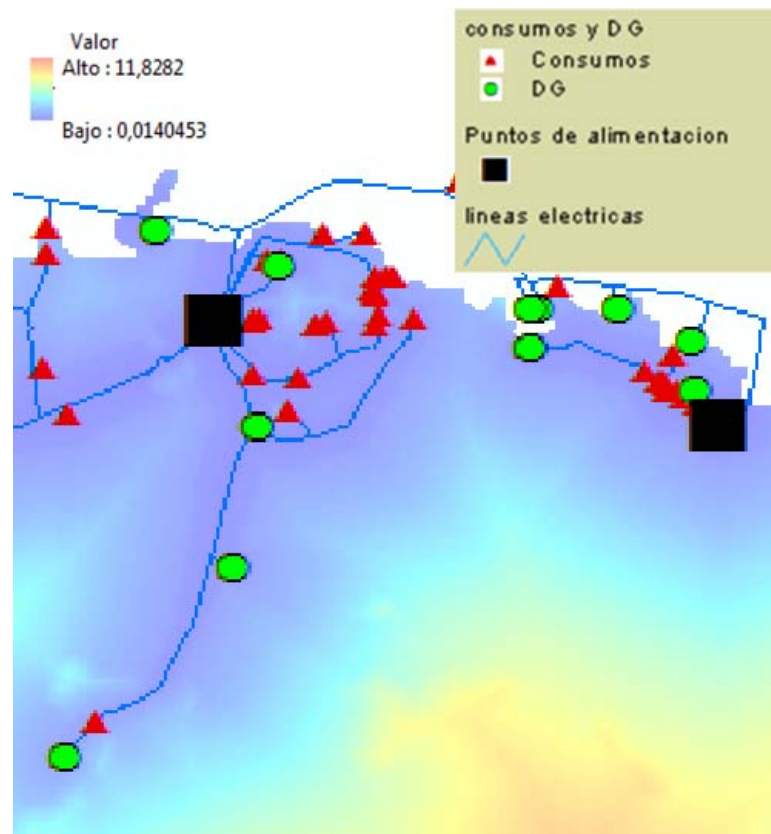 Valor
Alto : 11,8282
Bajo : 0,0140453
consumos y DG
Consumos
DG
Puntos de alimentacion
lineas electricas